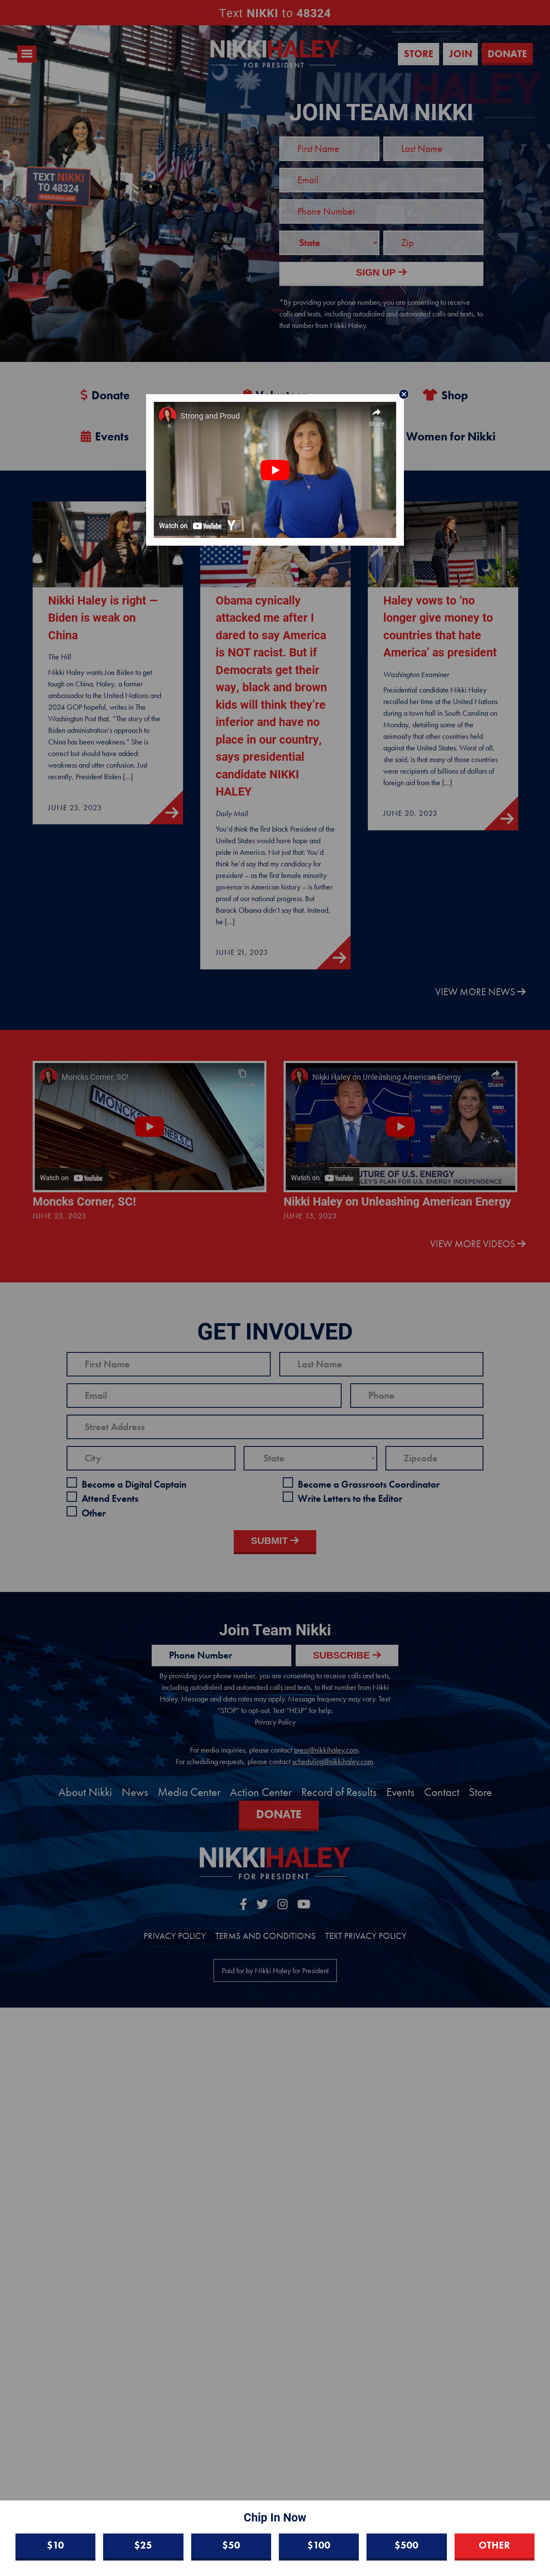 Text NIKKI to 48324
NIKKIHALEY
FOR PRESIDENT
STORE
JOIN
DONATE
NIKKIHALEY
JOIN TEAM NIKKI
TEXT NIKKI
TO 48324
First Name
Last Name
Email
Phone Number
State
Zip
SIGN UP
*By providing your phone number, you are consenting to receive
calls and texts, including autodialed and automated calls and texts, to
that number from Nikki Haley.
Donate
Shop
Events
Women for Nikki
Strong and Proud
Share
Watch on YouTube
Nikki Haley is right —
Biden is weak on
China
The Hill
Nikki Haley wants Joe Biden to get
tough on China. Haley, a former
ambassador to the United Nations and
2024 GOP hopeful, writes in The
Washington Post that, “The story of the
Biden administration’s approach to
China has been weakness.” She is
correct but should have added:
weakness and utter confusion. Just
recently, President Biden [...]
JUNE 23, 2023
Obama cynically
attacked me after I
dared to say America
is NOT racist. But if
Democrats get their
way, black and brown
kids will think they’re
inferior and have no
place in our country,
says presidential
candidate NIKKI
HALEY
Daily Mail
You’d think the first black President of the
United States would have hope and
pride in America. Not just that: You’d
think he’d say that my candidacy for
president – as the first female minority
governor in American history – is further
proof of our national progress. But
Barack Obama didn’t say that. Instead,
he [...]
JUNE 21, 2023
Haley vows to ‘no
longer give money to
countries that hate
America’ as president
Washington Examiner
Presidential candidate Nikki Haley
recalled her time at the United Nations
during a town hall in South Carolina on
Monday, detailing some of the
animosity that other countries held
against the United States. Worst of all,
she said, is that many of those countries
were recipients of billions of dollars of
foreign aid from the [...]
JUNE 20, 2023
VIEW MORE NEWS
Moncks Corner, SC!
MONCKS CORNER, S.C.
Watch on YouTube
Moncks Corner, SC!
JUNE 23, 2023
Nikki Haley on Unleashing American Energy
Share
Watch on YouTube
Nikki Haley on Unleashing American Energy
JUNE 13, 2023
VIEW MORE VIDEOS
GET INVOLVED
First Name
Last Name
Email
Phone
Street Address
City
State
Zipcode
Become a Digital Captain
Become a Grassroots Coordinator
Attend Events
Write Letters to the Editor
Other
SUBMIT
Join Team Nikki
Phone Number
SUBSCRIBE
By providing your phone number, you are consenting to receive calls and texts,
including autodialed and automated calls and texts, to that number from Nikki
Haley. Message and data rates may apply. Message frequency may vary. Text
“STOP” to opt-out. Text “HELP” for help.
Privacy Policy
For media inquiries, please contact press@nikkihaley.com.
For scheduling requests, please contact scheduling@nikkihaley.com.
About Nikki
News
Media Center
Action Center
Record of Results
Events
Contact
Store
DONATE
NIKKIHALEY
FOR PRESIDENT
PRIVACY POLICY
TERMS AND CONDITIONS
TEXT PRIVACY POLICY
Paid for by Nikki Haley for President
Chip In Now
$10
$25
$50
$100
$500
OTHER